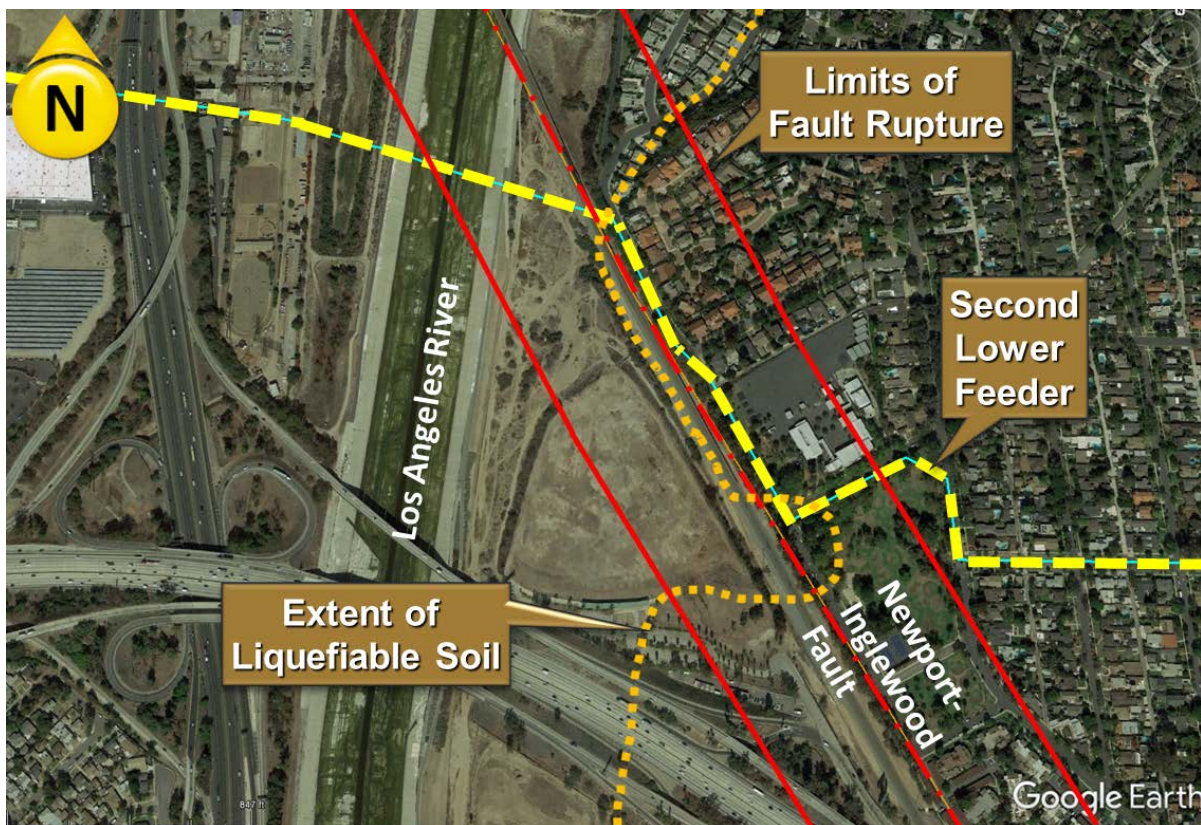 N
Limits of
Fault Rupture
Second
Lower
Feeder
Los Angeles River
Extent of
Liquefiable Soil
Newport-
Inglewood
Fault
847 ft
Google Earth